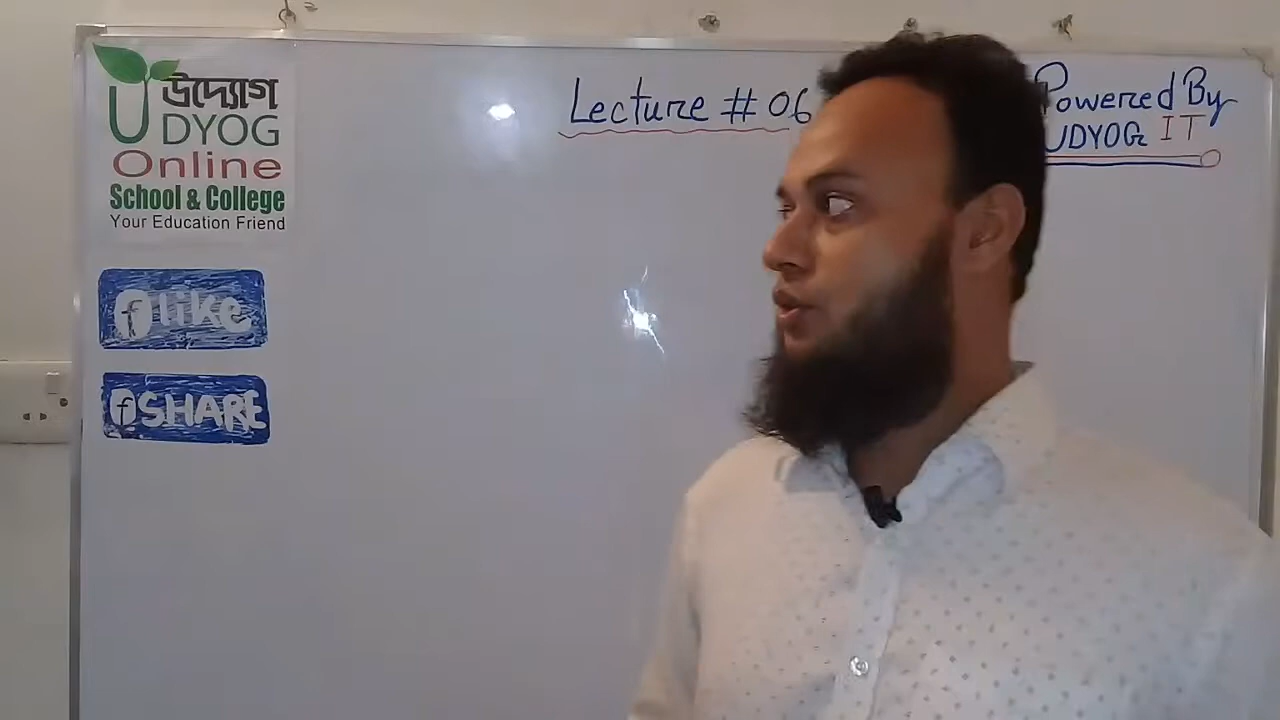 উদ্যোগ
UDYOG
Online
School & College
Your Education Friend
f like
f SHARE
Lecture # 06
Powered By
UDYOG IT